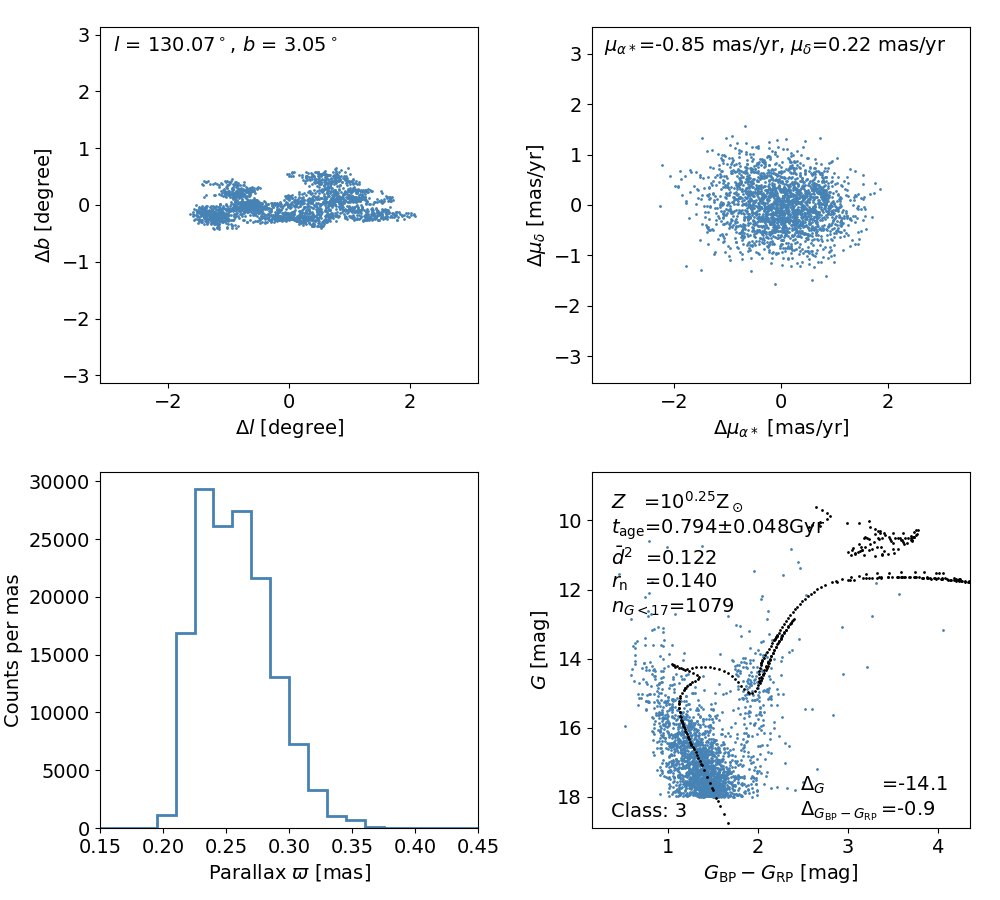 l = 130.07°, b = 3.05°
3
2
1
0
−1
−2
−3
−2 0 2
Δb [degree]
Δl [degree]
μα∗=-0.85 mas/yr, μδ=0.22 mas/yr
3
2
1
0
−1
−2
−3
−2 0 2
Δμδ [mas/yr]
Δμα∗ [mas/yr]
30000
25000
20000
15000
10000
5000
0
0.15 0.20 0.25 0.30 0.35 0.40 0.45
Counts per mas
Parallax ϖ [mas]
Z =10^0.25Z⊙
tage=0.794±0.048Gyr
d̄² =0.122
rn =0.140
nG<17=1079
ΔG =-14.1
ΔGBP−GRP=-0.9
Class: 3
10
12
14
16
18
1 2 3 4
G [mag]
GBP − GRP [mag]